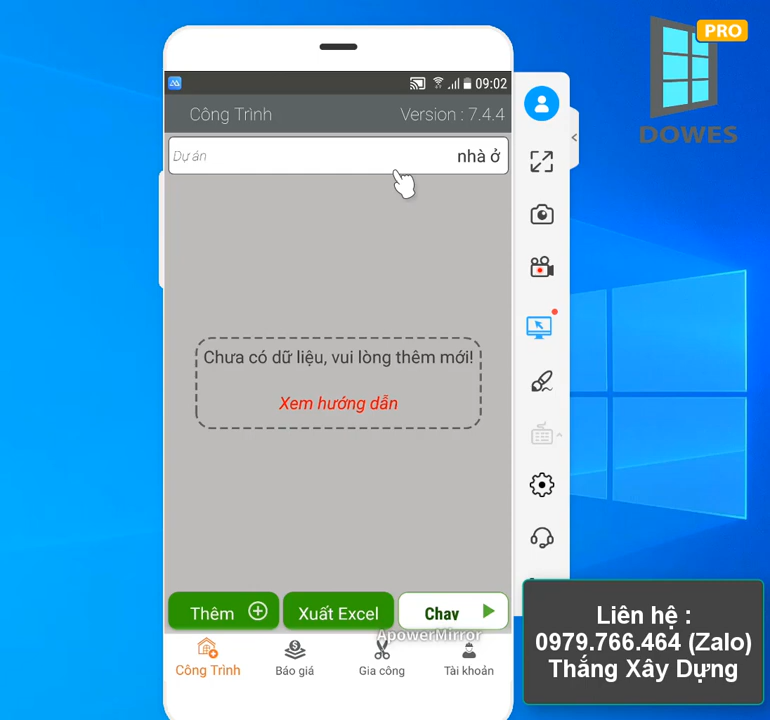 PRO
DOWES
09:02
Công Trình
Version : 7.4.4
Dự án
nhà ở
Chưa có dữ liệu, vui lòng thêm mới!
Xem hướng dẫn
Thêm
Xuất Excel
Chạy
ApowerMirror
Công Trình
Báo giá
Gia công
Tài khoản
Liên hệ :
0979.766.464 (Zalo)
Thắng Xây Dựng